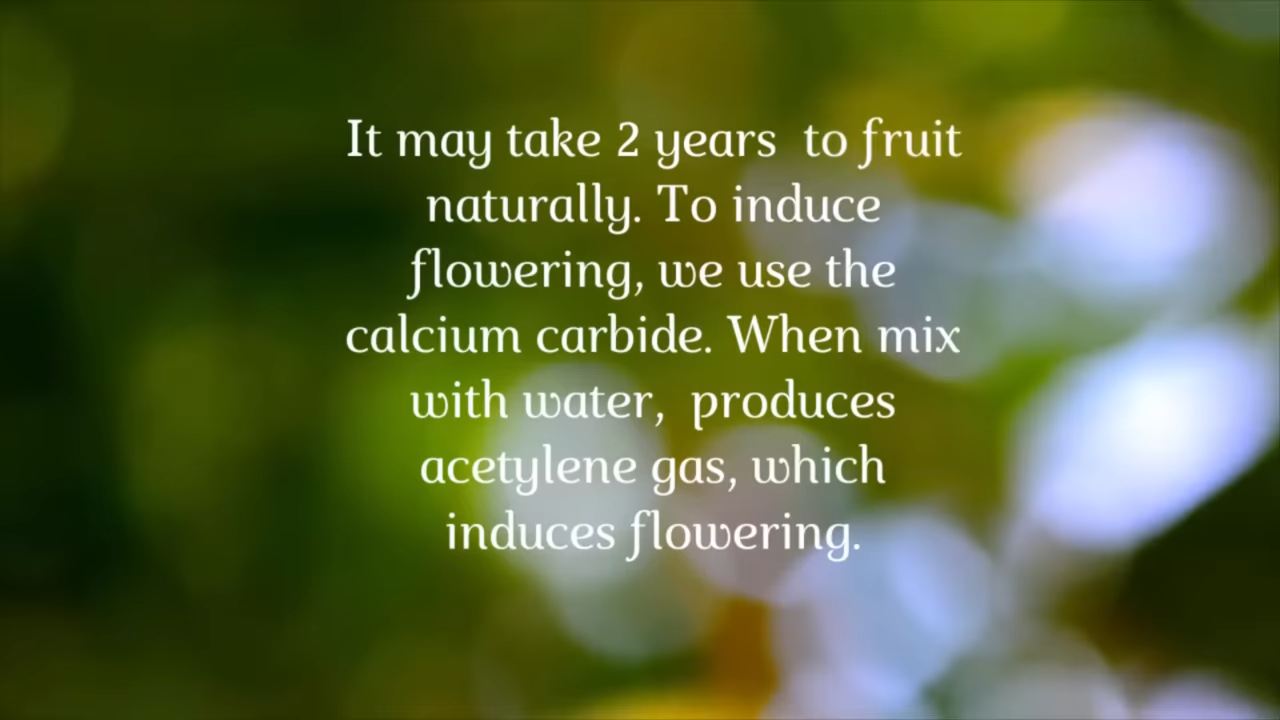 It may take 2 years  to fruit
naturally. To induce
flowering, we use the
calcium carbide. When mix
with water,  produces
acetylene gas, which
induces flowering.